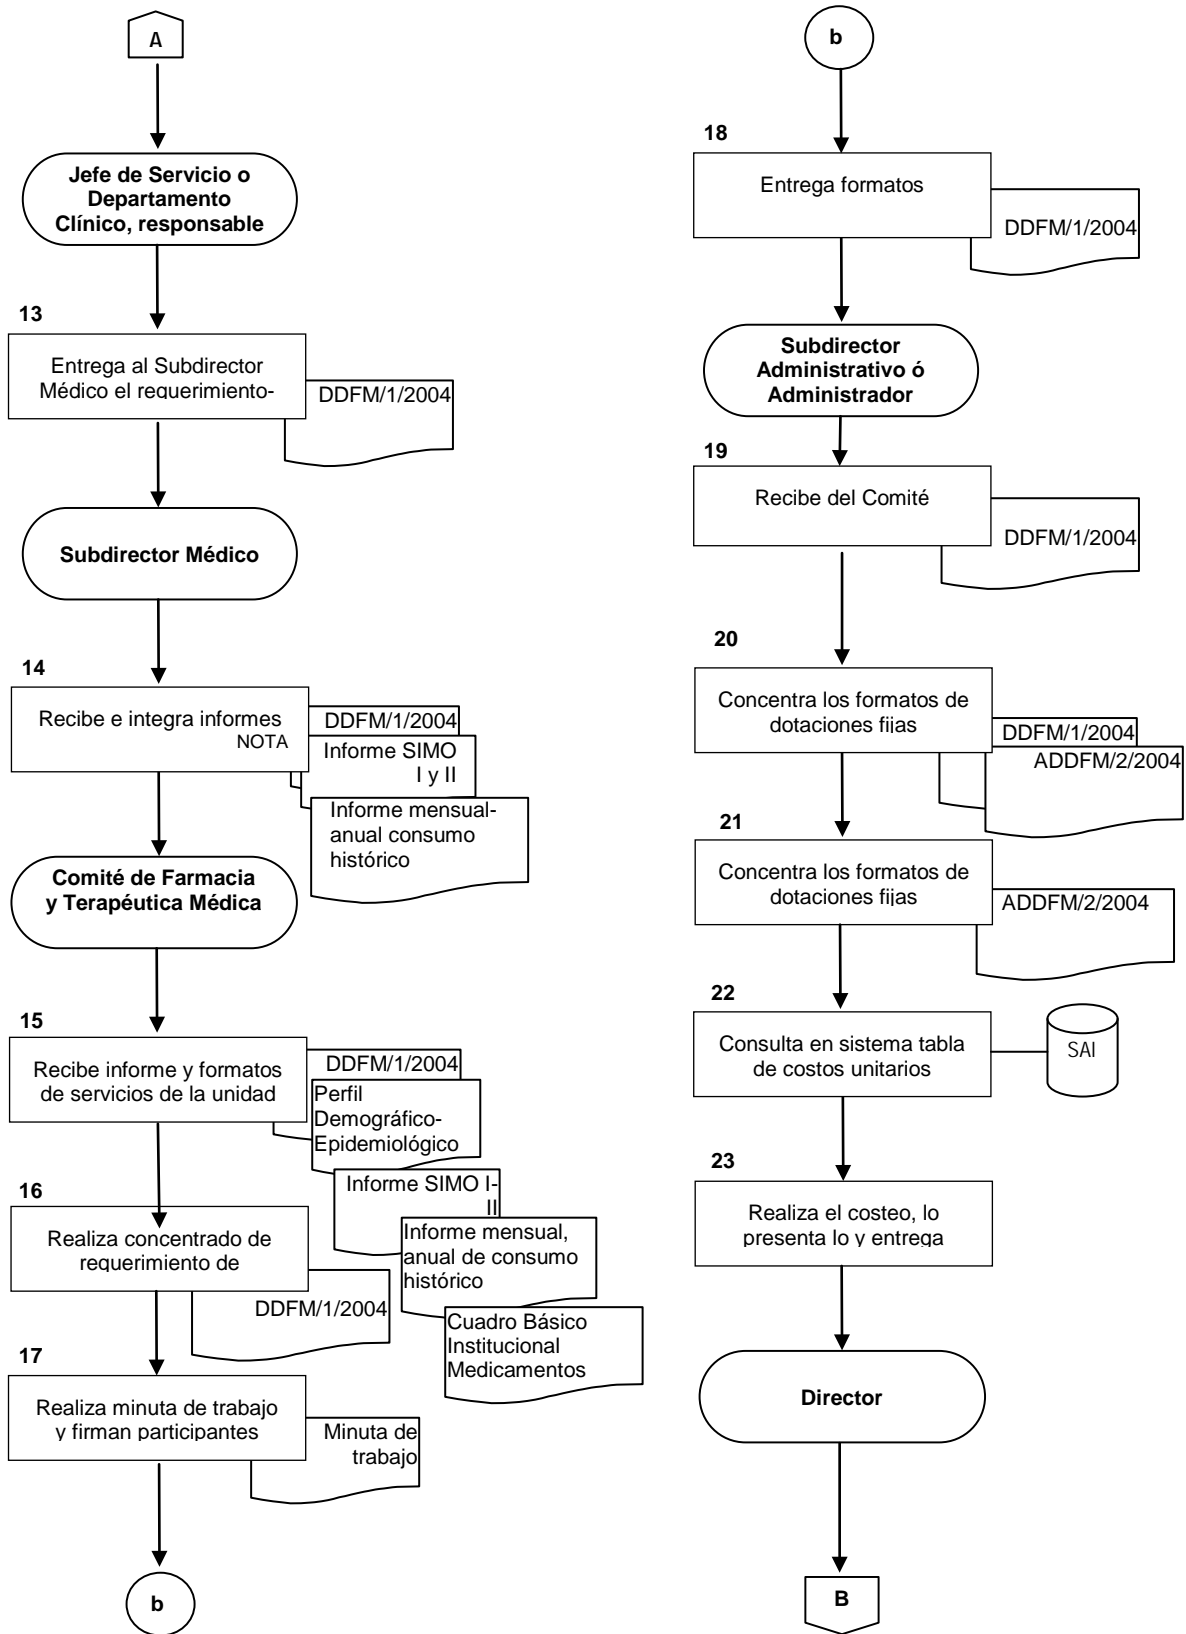 A
Jefe de Servicio o
Departamento
Clínico, responsable
13
Entrega al Subdirector
Médico el requerimiento-
DDFM/1/2004
Subdirector Médico
14
Recibe e integra informes
NOTA
DDFM/1/2004
Informe SIMO
I y II
Informe mensual-
anual consumo
histórico
Comité de Farmacia
y Terapéutica Médica
15
Recibe informe y formatos
de servicios de la unidad
DDFM/1/2004
Perfil
Demográfico-
Epidemiológico
Informe SIMO I-
II
Informe mensual,
anual de consumo
histórico
Cuadro Básico
Institucional
Medicamentos
16
Realiza concentrado de
requerimiento de
DDFM/1/2004
17
Realiza minuta de trabajo
y firman participantes
Minuta de
trabajo
b
b
18
Entrega formatos
DDFM/1/2004
Subdirector
Administrativo ó
Administrador
19
Recibe del Comité
DDFM/1/2004
20
Concentra los formatos de
dotaciones fijas
DDFM/1/2004
ADDFM/2/2004
21
Concentra los formatos de
dotaciones fijas
ADDFM/2/2004
22
Consulta en sistema tabla
de costos unitarios
SAI
23
Realiza el costeo, lo
presenta lo y entrega
Director
B